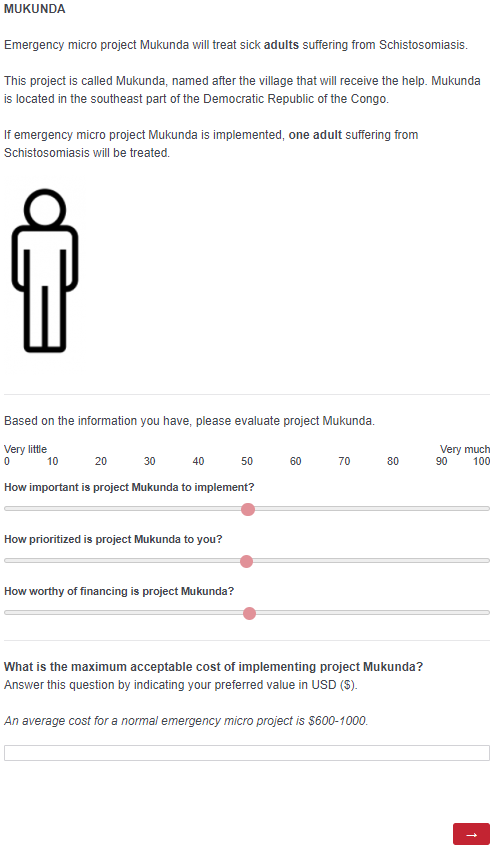 MUKUNDA
Emergency micro project Mukunda will treat sick adults suffering from Schistosomiasis.
This project is called Mukunda, named after the village that will receive the help. Mukunda
is located in the southeast part of the Democratic Republic of the Congo.
If emergency micro project Mukunda is implemented, one adult suffering from
Schistosomiasis will be treated.
Based on the information you have, please evaluate project Mukunda.
Very little Very much
0 10 20 30 40 50 60 70 80 90 100
How important is project Mukunda to implement?
How prioritized is project Mukunda to you?
How worthy of financing is project Mukunda?
What is the maximum acceptable cost of implementing project Mukunda?
Answer this question by indicating your preferred value in USD ($).
An average cost for a normal emergency micro project is $600-1000.
→